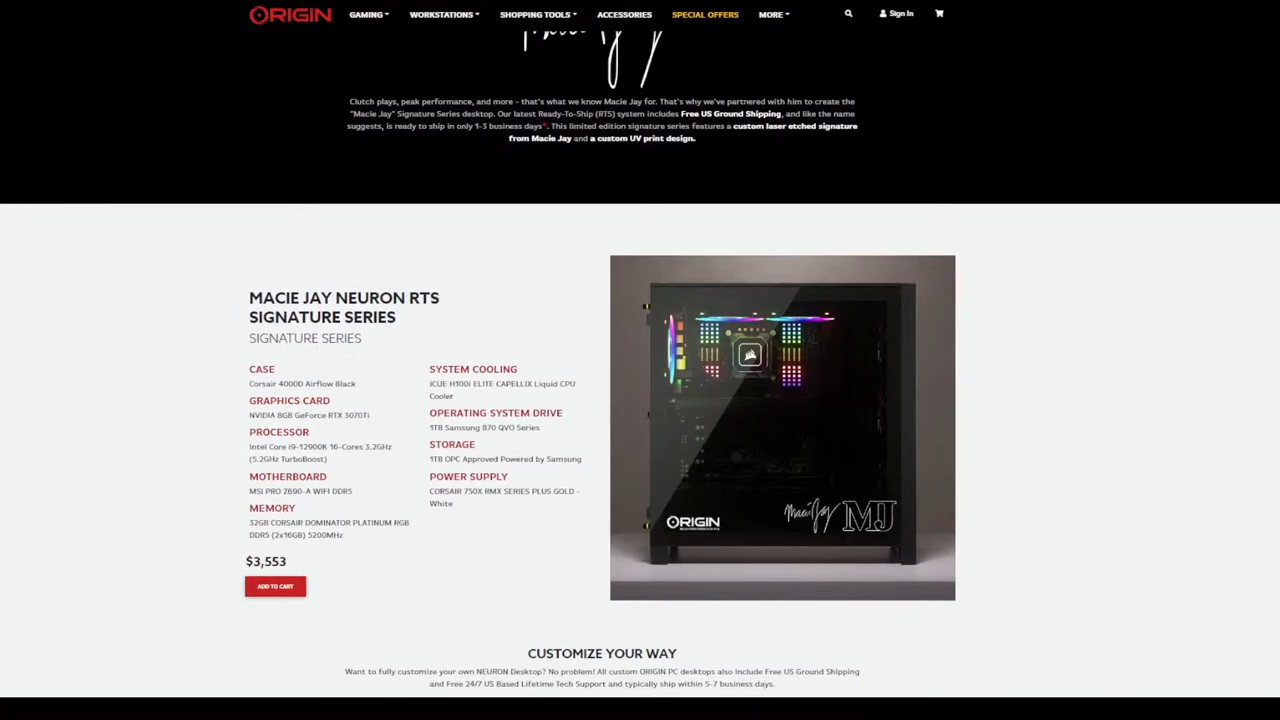 ORIGIN GAMING WORKSTATIONS SHOPPING TOOLS ACCESSORIES SPECIAL OFFERS MORE Sign In
Macie Jay
Clutch plays, peak performance, and more - that's what we know Macie Jay for. That's why we've partnered with him to create the
"Macie Jay" Signature Series desktop. Our latest Ready-To-Ship (RTS) system includes Free US Ground Shipping, and like the name
suggests, is ready to ship in only 1-3 business days*. This limited edition signature series features a custom laser etched signature
from Macie Jay and a custom UV print design.
MACIE JAY NEURON RTS
SIGNATURE SERIES
SIGNATURE SERIES
CASE
Corsair 4000D Airflow Black
GRAPHICS CARD
NVIDIA 8GB GeForce RTX 3070Ti
PROCESSOR
Intel Core i9-12900K 16-Cores 3.2GHz
(5.2GHz TurboBoost)
MOTHERBOARD
MSI PRO Z690-A WIFI DDR5
MEMORY
32GB CORSAIR DOMINATOR PLATINUM RGB
DDR5 (2x16GB) 5200MHz
SYSTEM COOLING
iCUE H100i ELITE CAPELLIX Liquid CPU
Cooler
OPERATING SYSTEM DRIVE
1TB Samsung 870 QVO Series
STORAGE
1TB OPC Approved Powered by Samsung
POWER SUPPLY
CORSAIR 750X RMX SERIES PLUS GOLD -
White
$3,553
ADD TO CART
ORIGIN
Macie Jay MJ
CUSTOMIZE YOUR WAY
Want to fully customize your own NEURON Desktop? No problem! All custom ORIGIN PC desktops also include Free US Ground Shipping
and Free 24/7 US Based Lifetime Tech Support and typically ship within 5-7 business days.